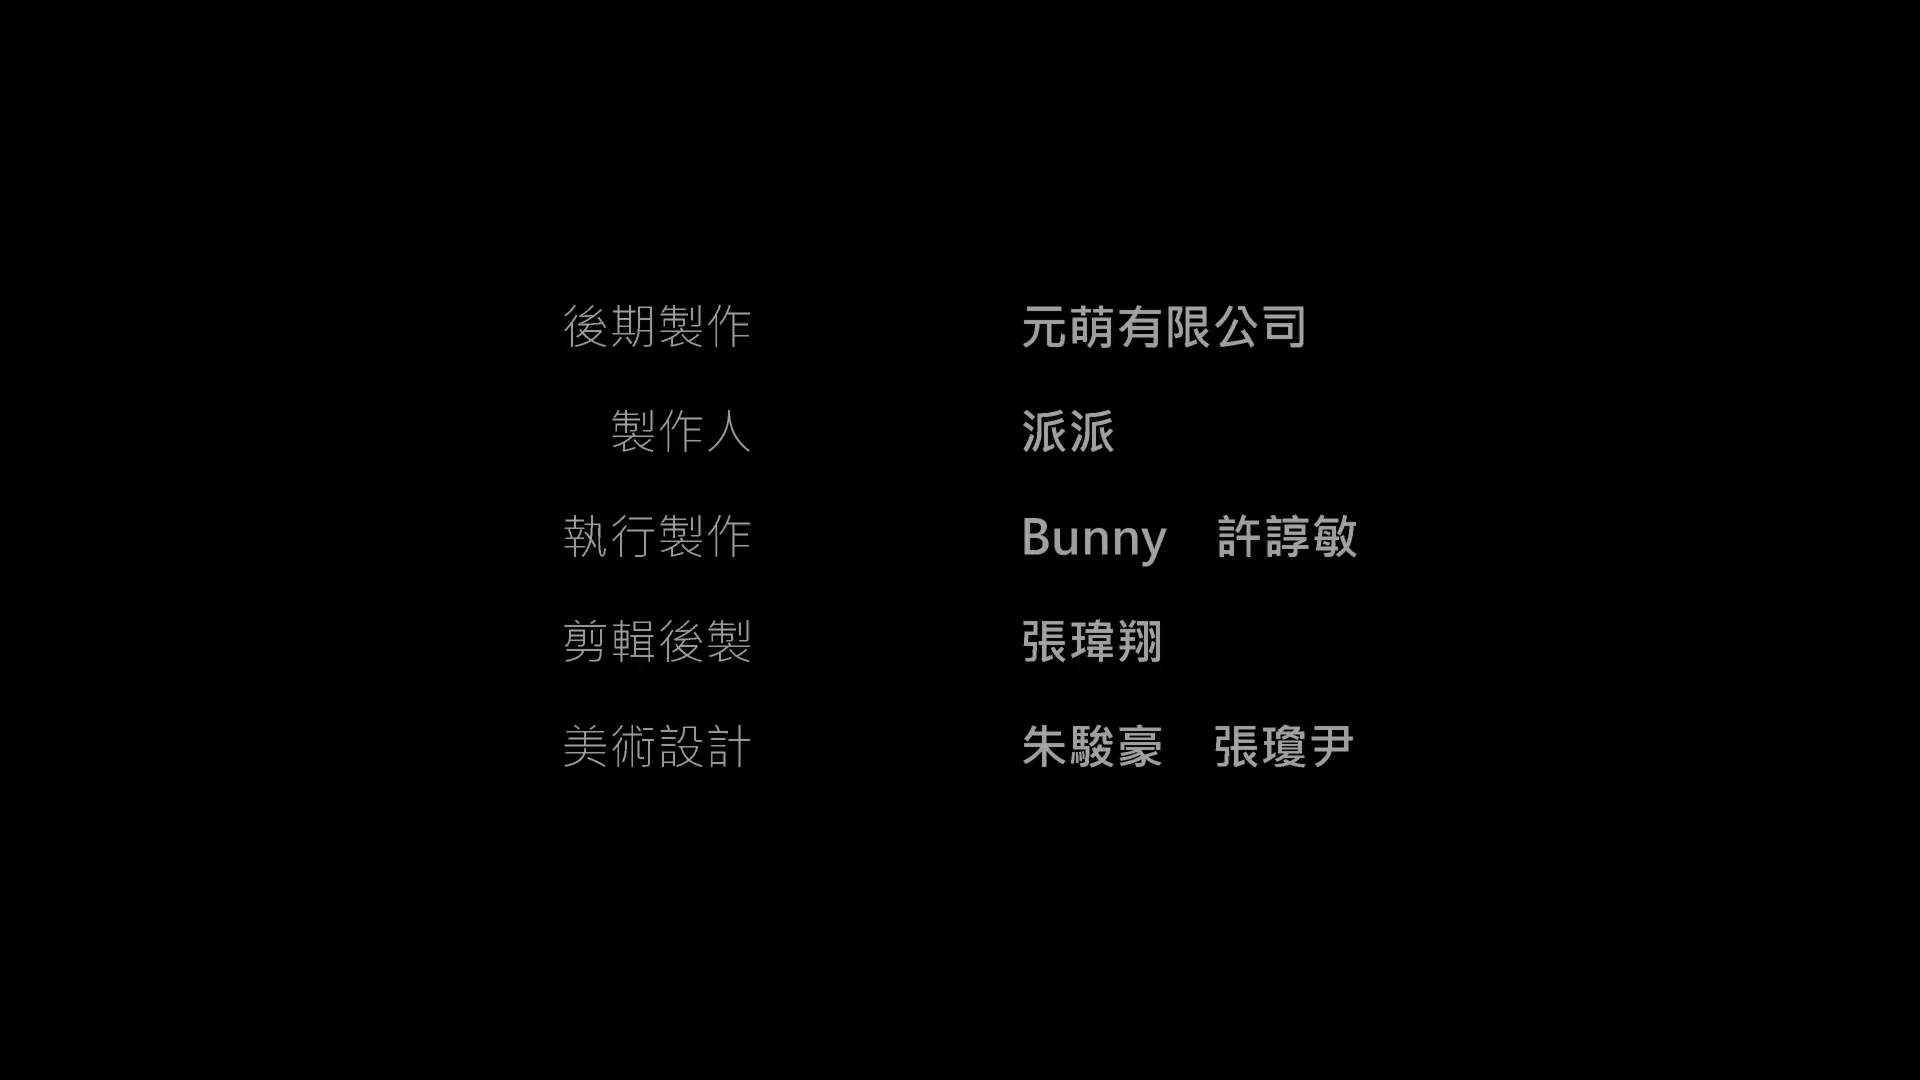 後期製作　元萌有限公司
製作人　派派
執行製作　Bunny　許諄敏
剪輯後製　張瑋翔
美術設計　朱駿豪　張瓊尹